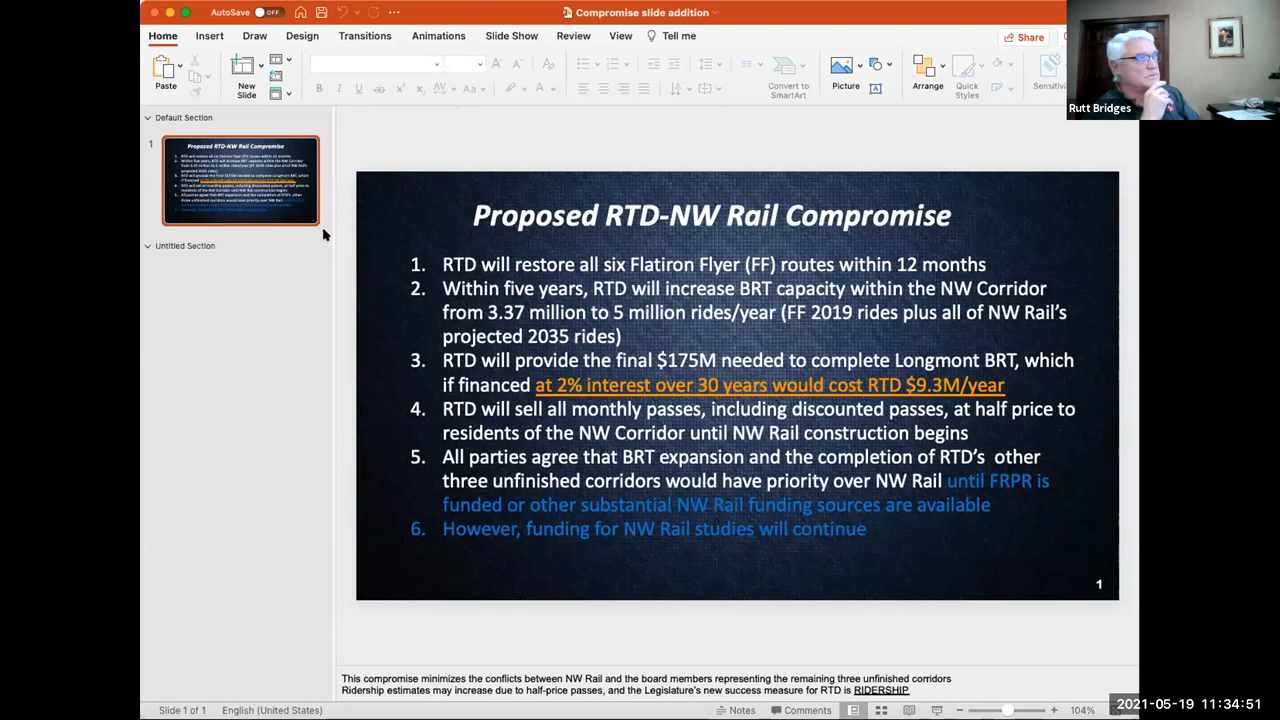 AutoSave OFF
Compromise slide addition
Home Insert Draw Design Transitions Animations Slide Show Review View Tell me
Share
Paste
New Slide
Convert to SmartArt
Picture
Arrange
Quick Styles
Rutt Bridges
Default Section
1
Proposed RTD-NW Rail Compromise
1. RTD will restore all six Flatiron Flyer (FF) routes within 12 months
2. Within five years, RTD will increase BRT capacity within the NW Corridor
from 3.37 million to 5 million rides/year (FF 2019 rides plus all of NW Rail's
projected 2035 rides)
3. RTD will provide the final $175M needed to complete Longmont BRT, which
if financed at 2% interest over 30 years would cost RTD $9.3M/year
4. RTD will sell all monthly passes, including discounted passes, at half price to
residents of the NW Corridor until NW Rail construction begins
5. All parties agree that BRT expansion and the completion of RTD's other
three unfinished corridors would have priority over NW Rail until FRPR is
funded or other substantial NW Rail funding sources are available
6. However, funding for NW Rail studies will continue
1
Untitled Section
This compromise minimizes the conflicts between NW Rail and the board members representing the remaining three unfinished corridors
Ridership estimates may increase due to half-price passes, and the Legislature's new success measure for RTD is RIDERSHIP
Slide 1 of 1 English (United States) Notes Comments 104%
2021-05-19 11:34:51